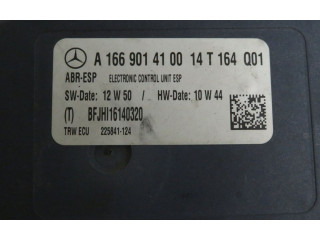 A 166 901 41 00 14 T 164 Q01
ABR-ESP ELECTRONIC CONTROL UNIT ESP
SW-Date: 12 W 50 / HW-Date: 10 W 44
(T) BFJHI16140320
TRW ECU 225841-124